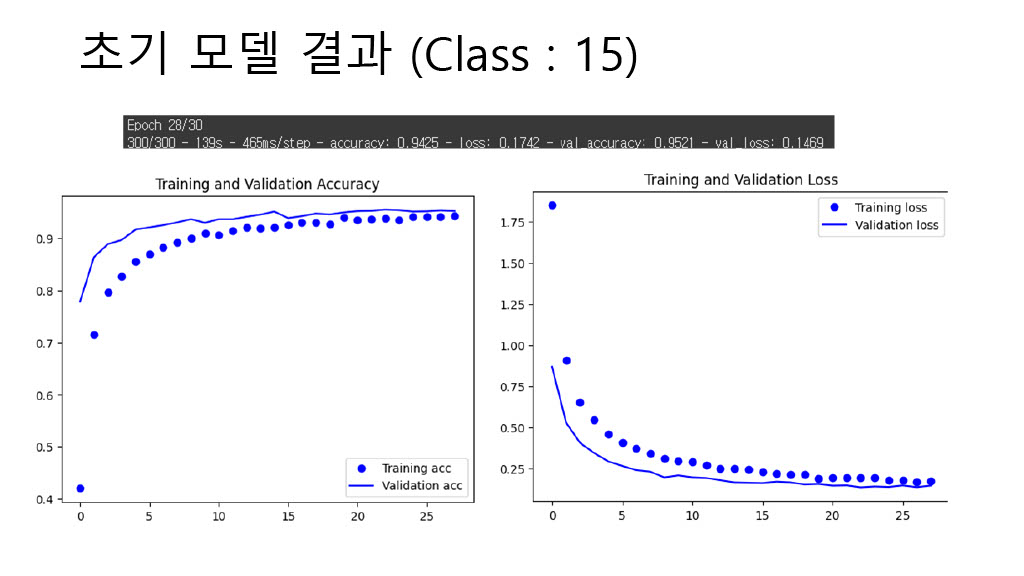 초기 모델 결과 (Class : 15)
Epoch 28/30
300/300 - 139s - 465ms/step - accuracy: 0.9425 - loss: 0.1742 - val_accuracy: 0.9521 - val_loss: 0.1469
Training and Validation Accuracy
0.9
0.8
0.7
0.6
0.5
0.4
Training acc
Validation acc
0 5 10 15 20 25
Training and Validation Loss
1.75
1.50
1.25
1.00
0.75
0.50
0.25
Training loss
Validation loss
0 5 10 15 20 25